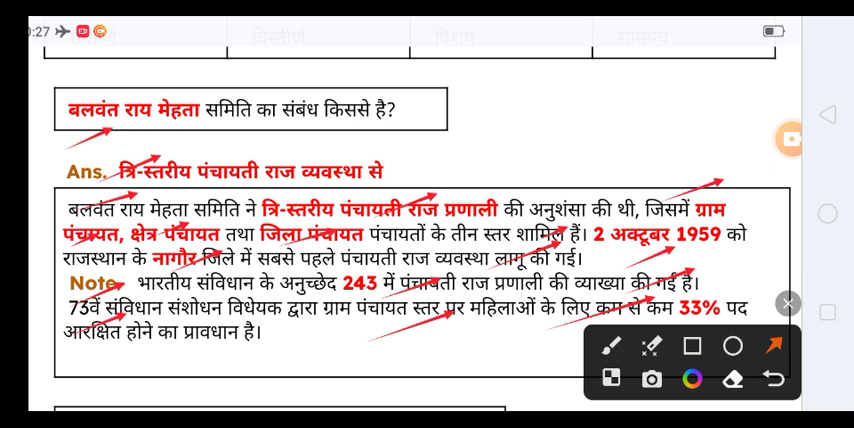 :27
विस्तीर्ण विशेष सामान्य
बलवंत राय मेहता समिति का संबंध किससे है?
Ans. त्रि-स्तरीय पंचायती राज व्यवस्था से
बलवंत राय मेहता समिति ने त्रि-स्तरीय पंचायती राज प्रणाली की अनुशंसा की थी, जिसमें ग्राम
पंचायत, क्षेत्र पंचायत तथा जिला पंचायत पंचायतों के तीन स्तर शामिल हैं। 2 अक्टूबर 1959 को
राजस्थान के नागौर जिले में सबसे पहले पंचायती राज व्यवस्था लागू की गई।
Note भारतीय संविधान के अनुच्छेद 243 में पंचायती राज प्रणाली की व्याख्या की गई है।
73वें संविधान संशोधन विधेयक द्वारा ग्राम पंचायत स्तर पर महिलाओं के लिए कम से कम 33% पद
आरक्षित होने का प्रावधान है।